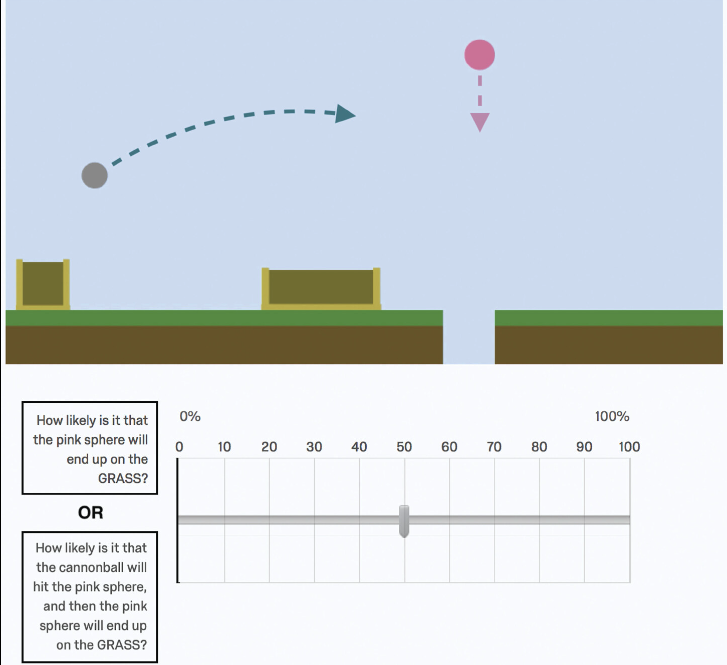 How likely is it that
the pink sphere will
end up on the
GRASS?
0%
100%
0 10 20 30 40 50 60 70 80 90 100
OR
How likely is it that
the cannonball will
hit the pink sphere,
and then the pink
sphere will end up
on the GRASS?